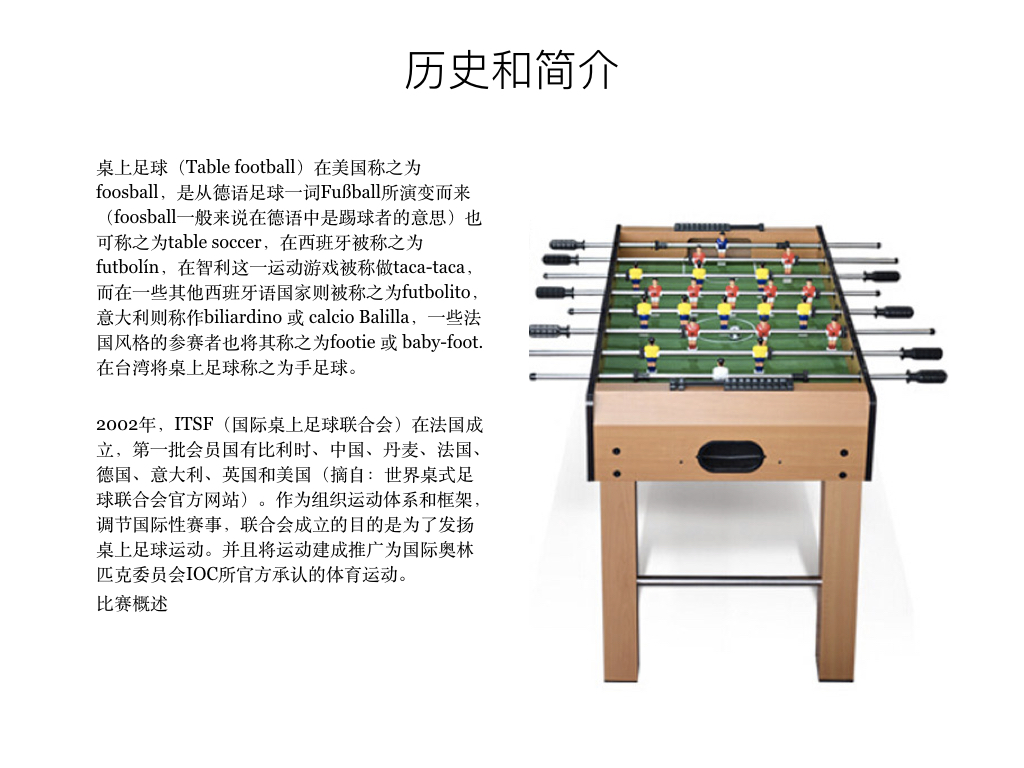 历史和简介
桌上足球（Table football）在美国称之为
foosball，是从德语足球一词Fußball所演变而来
（foosball一般来说在德语中是踢球者的意思）也
可称之为table soccer，在西班牙被称之为
futbolín，在智利这一运动游戏被称做taca-taca，
而在一些其他西班牙语国家则被称之为futbolito，
意大利则称作biliardino 或 calcio Balilla，一些法
国风格的参赛者也将其称之为footie 或 baby-foot.
在台湾将桌上足球称之为手足球。
2002年，ITSF（国际桌上足球联合会）在法国成
立，第一批会员国有比利时、中国、丹麦、法国、
德国、意大利、英国和美国（摘自：世界桌式足
球联合会官方网站）。作为组织运动体系和框架，
调节国际性赛事，联合会成立的目的是为了发扬
桌上足球运动。并且将运动建成推广为国际奥林
匹克委员会IOC所官方承认的体育运动。
比赛概述